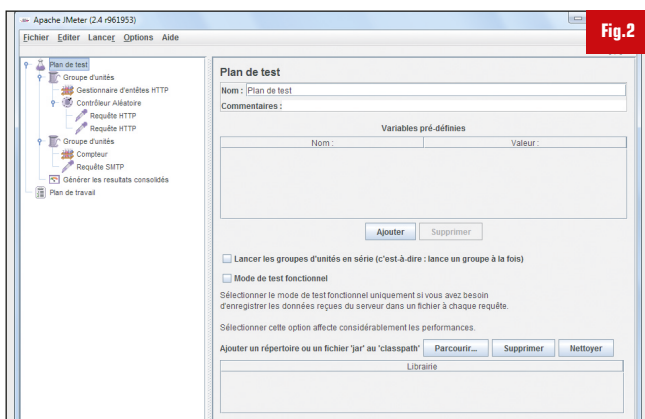 Apache JMeter (2.4 r961953)
Fig.2
Fichier Editer Lancer Options Aide
Plan de test
Groupe d'unités
Gestionnaire d'entêtes HTTP
Contrôleur Aléatoire
Requête HTTP
Requête HTTP
Groupe d'unités
Compteur
Requête SMTP
Générer les resultats consolidés
Plan de travail
Plan de test
Nom : Plan de test
Commentaires :
Variables pré-définies
Nom : Valeur :
Ajouter Supprimer
Lancer les groupes d'unités en série (c'est-à-dire : lance un groupe à la fois)
Mode de test fonctionnel
Sélectionner le mode de test fonctionnel uniquement si vous avez besoin
d'enregistrer les données reçues du serveur dans un fichier à chaque requête.
Sélectionner cette option affecte considérablement les performances.
Ajouter un répertoire ou un fichier 'jar' au 'classpath' Parcourir... Supprimer Nettoyer
Librairie